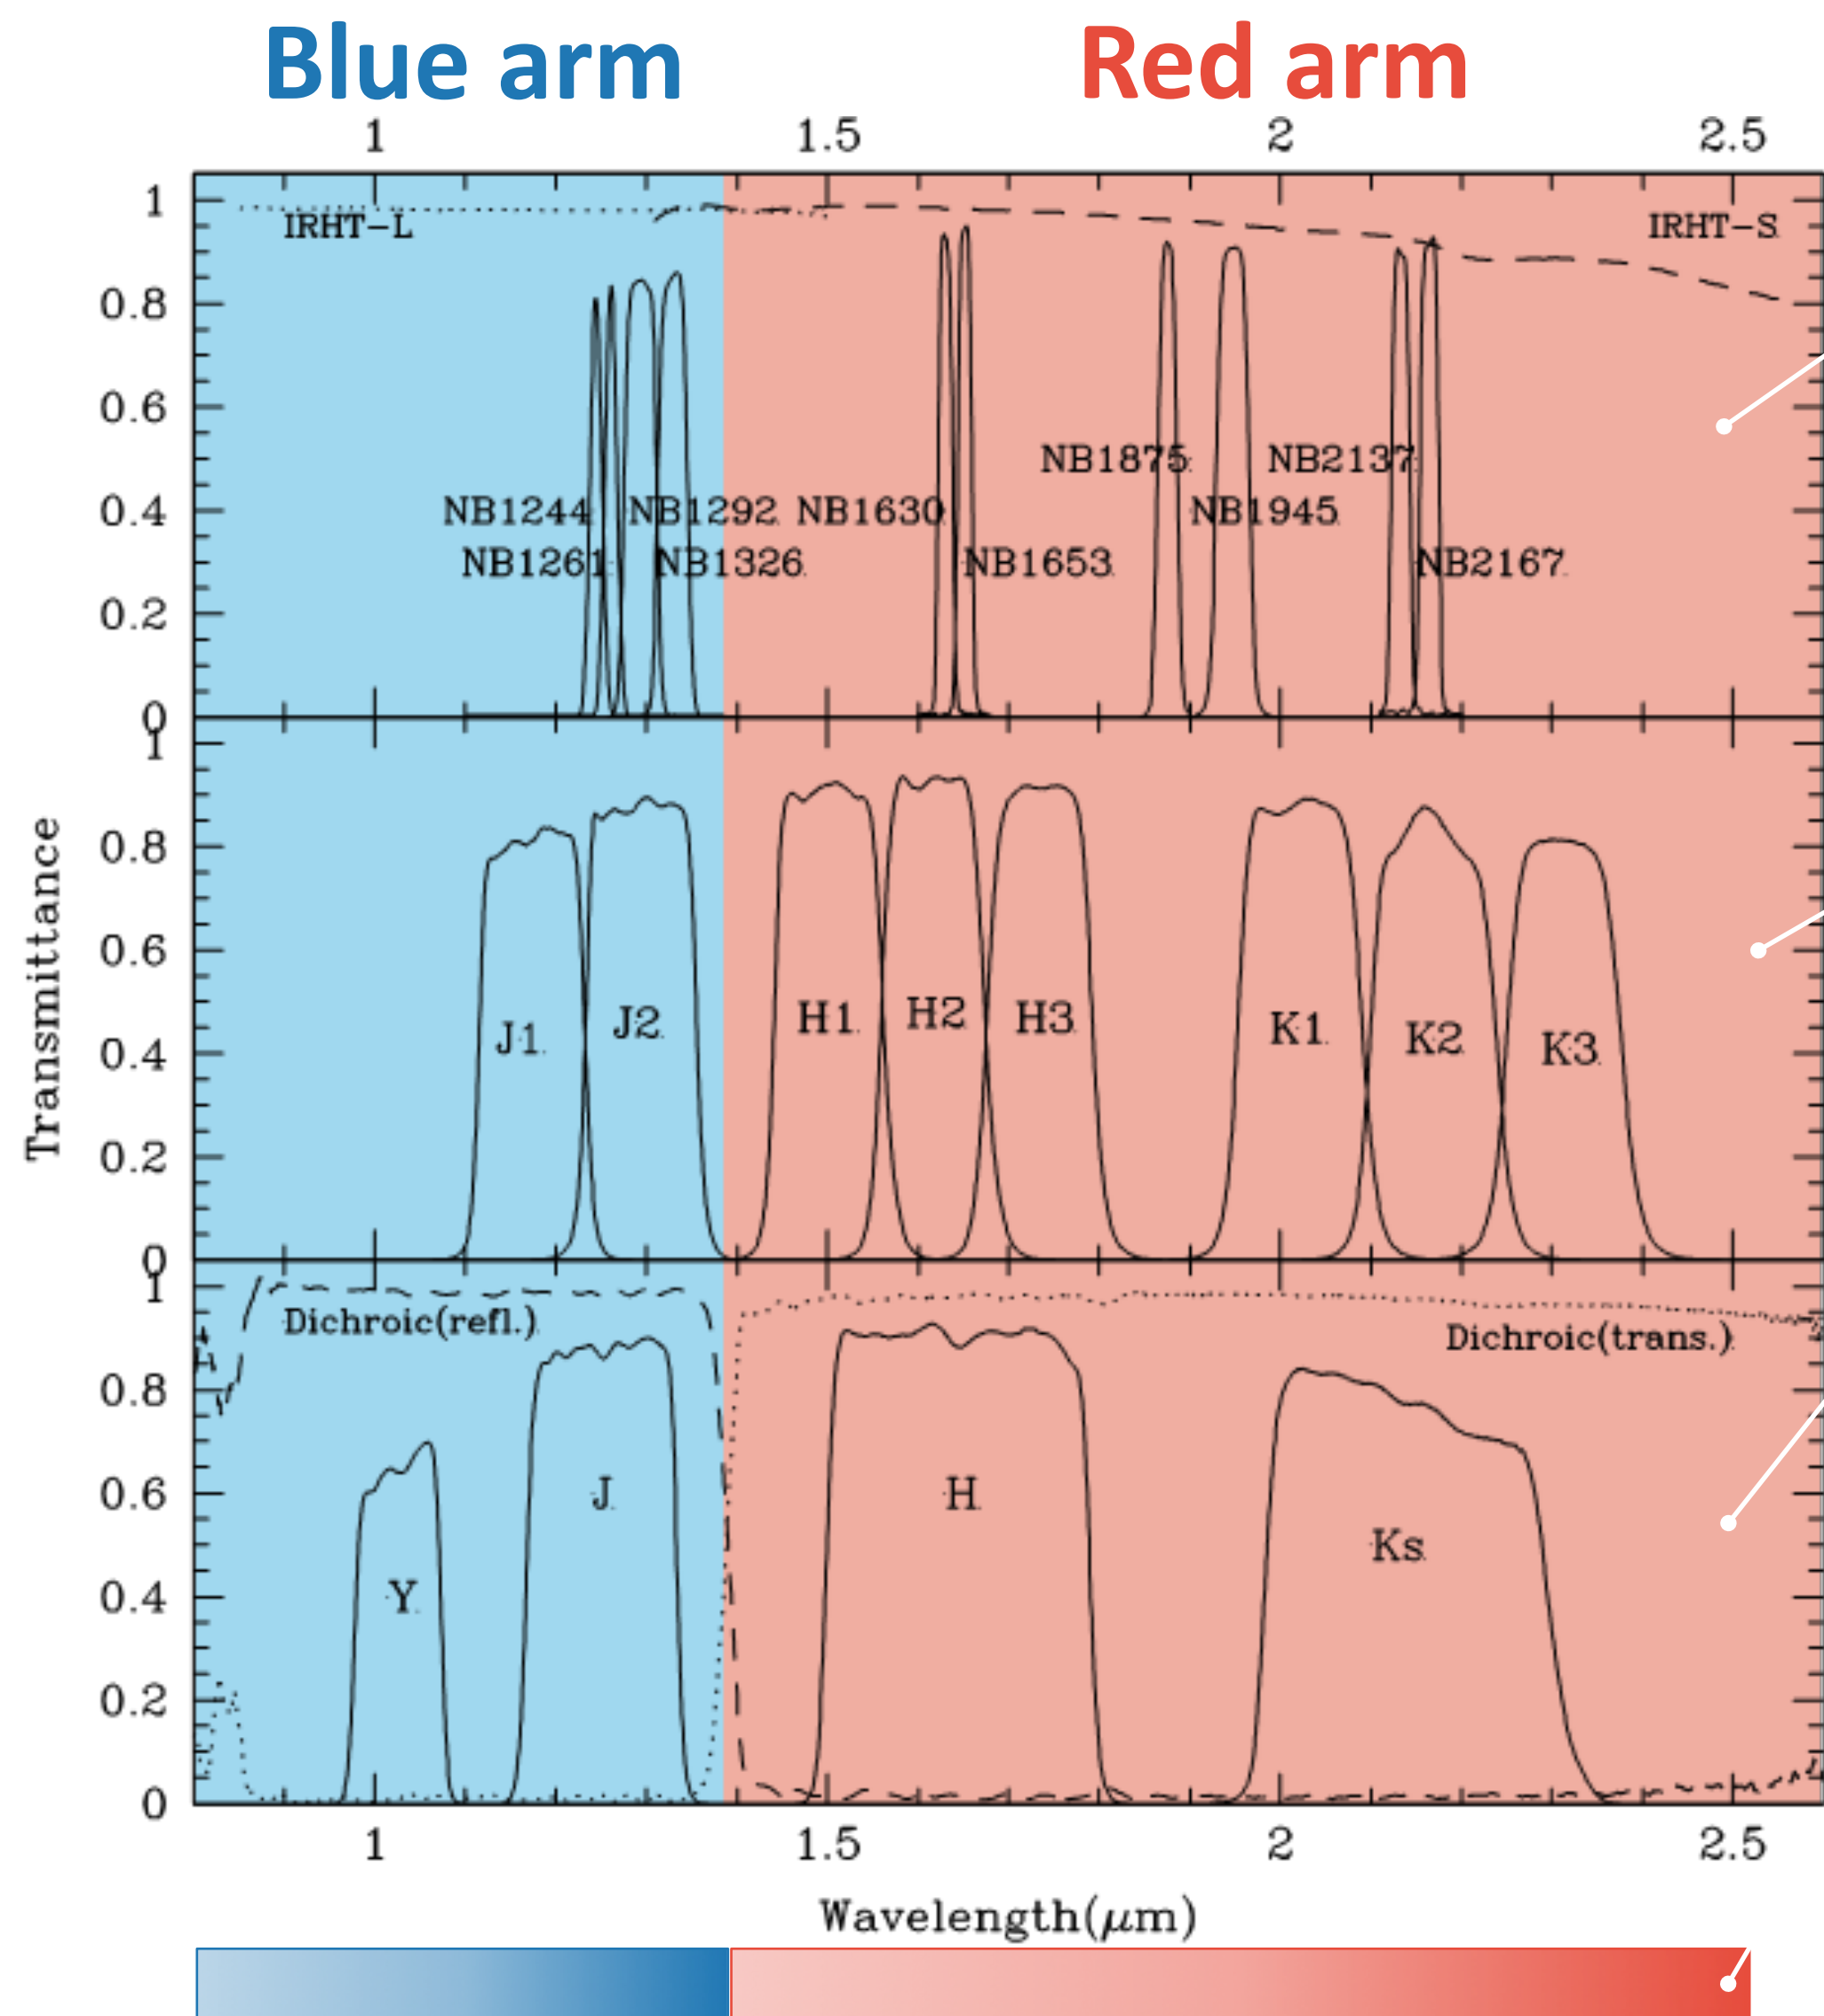 Blue arm Red arm
1 1.5 2 2.5
1
IRHT-L IRHT-S
0.8
0.6
NB1875 NB2137
0.4
NB1244 NB1292 NB1630 NB1945
NB1261 NB1326 NB1653 NB2167
0.2
0
1
0.8
0.6
J1 J2 H1 H2 H3 K1 K2 K3
0.4
0.2
0
Transmittance
1
Dichroic(refl.) Dichroic(trans.)
0.8
0.6
J H
Ks
0.4
Y
0.2
0
1 1.5 2 2.5
Wavelength(μm)